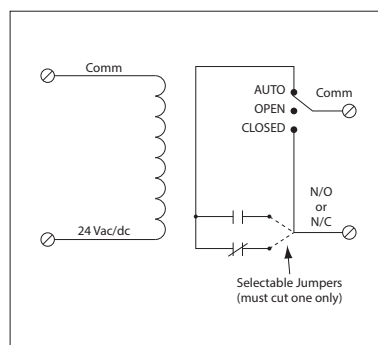 Comm
24 Vac/dc
AUTO
OPEN
CLOSED
Comm
N/O
or
N/C
Selectable Jumpers
(must cut one only)